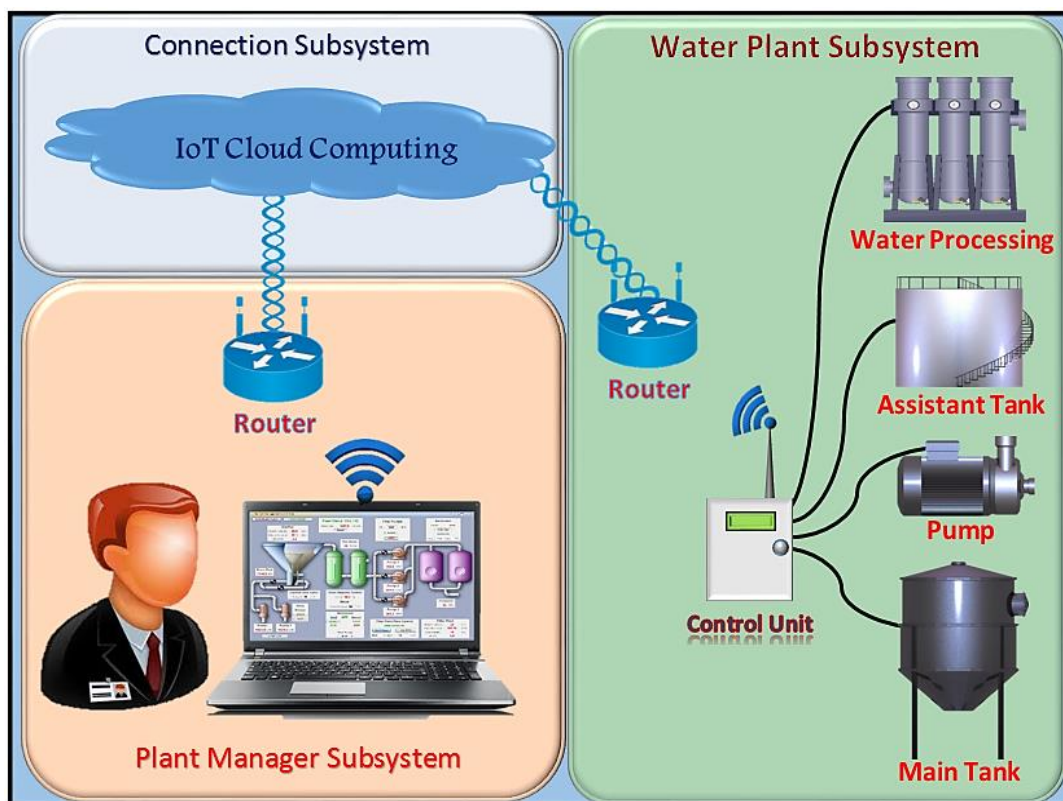 Connection Subsystem
IoT Cloud Computing
Router
Plant Manager Subsystem
Water Plant Subsystem
Water Processing
Router
Assistant Tank
Pump
Control Unit
Main Tank